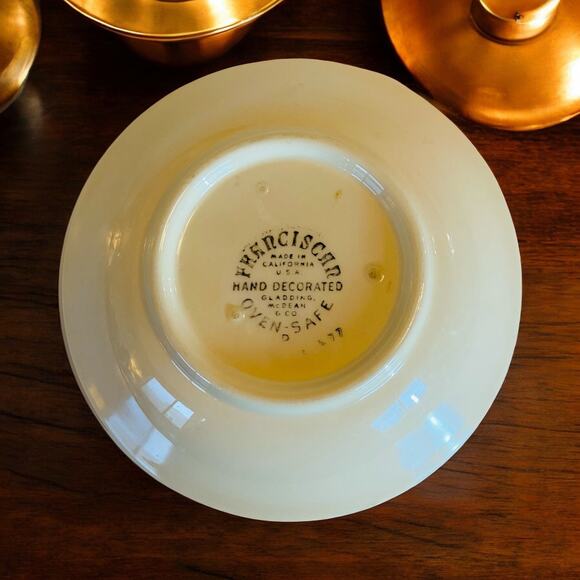 FRANCISCAN
MADE IN
CALIFORNIA
U.S.A.
HAND DECORATED
GLADDING,
McBEAN
& CO.
OVEN-SAFE
D